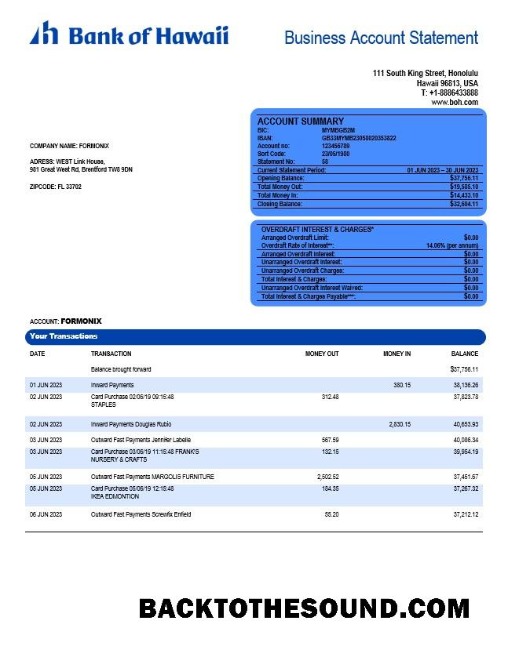 Bank of Hawaii
Business Account Statement
111 South King Street, Honolulu
Hawaii 96813, USA
T: +1-8886433888
www.boh.com
ACCOUNT SUMMARY
BIC: MYMBGB2M
IBAN: GB33MYMB23058020353822
Account no: 123456789
Sort Code: 23/05/1980
Statement No: 56
Current Statement Period: 01 JUN 2023 – 30 JUN 2023
Opening Balance: $37,756.11
Total Money Out: $19,585.10
Total Money In: $14,433.10
Closing Balance: $32,604.11
COMPANY NAME: FORMONIX
ADRESS: WEST Link House,
981 Great West Rd, Brentford TW8 9DN
ZIPCODE: FL 33702
OVERDRAFT INTEREST & CHARGES*
Arranged Overdraft Limit: $0.00
Overdraft Rate of Interest**: 14.06% (per annum)
Arranged Overdraft Interest: $0.00
Unarranged Overdraft Interest: $0.00
Unarranged Overdraft Charges: $0.00
Total Interest & Charges: $0.00
Unarranged Overdraft Interest Waived: $0.00
Total Interest & Charges Payable***: $0.00
ACCOUNT: FORMONIX
Your Transactions
DATE TRANSACTION MONEY OUT MONEY IN BALANCE
Balance brought forward $37,756.11
01 JUN 2023 Inward Payments 380.15 38,136.26
02 JUN 2023 Card Purchase 02/06/19 09:16:48 312.48 37,823.78
STAPLES
02 JUN 2023 Inward Payments Douglas Rubio 2,830.15 40,653.93
03 JUN 2023 Outward Fast Payments Jennifer Labelle 567.59 40,086.34
03 JUN 2023 Card Purchase 03/06/19 11:15:48 FRANK'S 132.15 39,954.19
NURSERY & CRAFTS
05 JUN 2023 Outward Fast Payments MARGOLIS FURNITURE 2,502.52 37,451.67
05 JUN 2023 Card Purchase 05/06/19 12:15:48 184.35 37,267.32
IKEA EDMONTION
06 JUN 2023 Outward Fast Payments Screwfix Enfield 55.20 37,212.12
BACKTOTHESOUND.COM